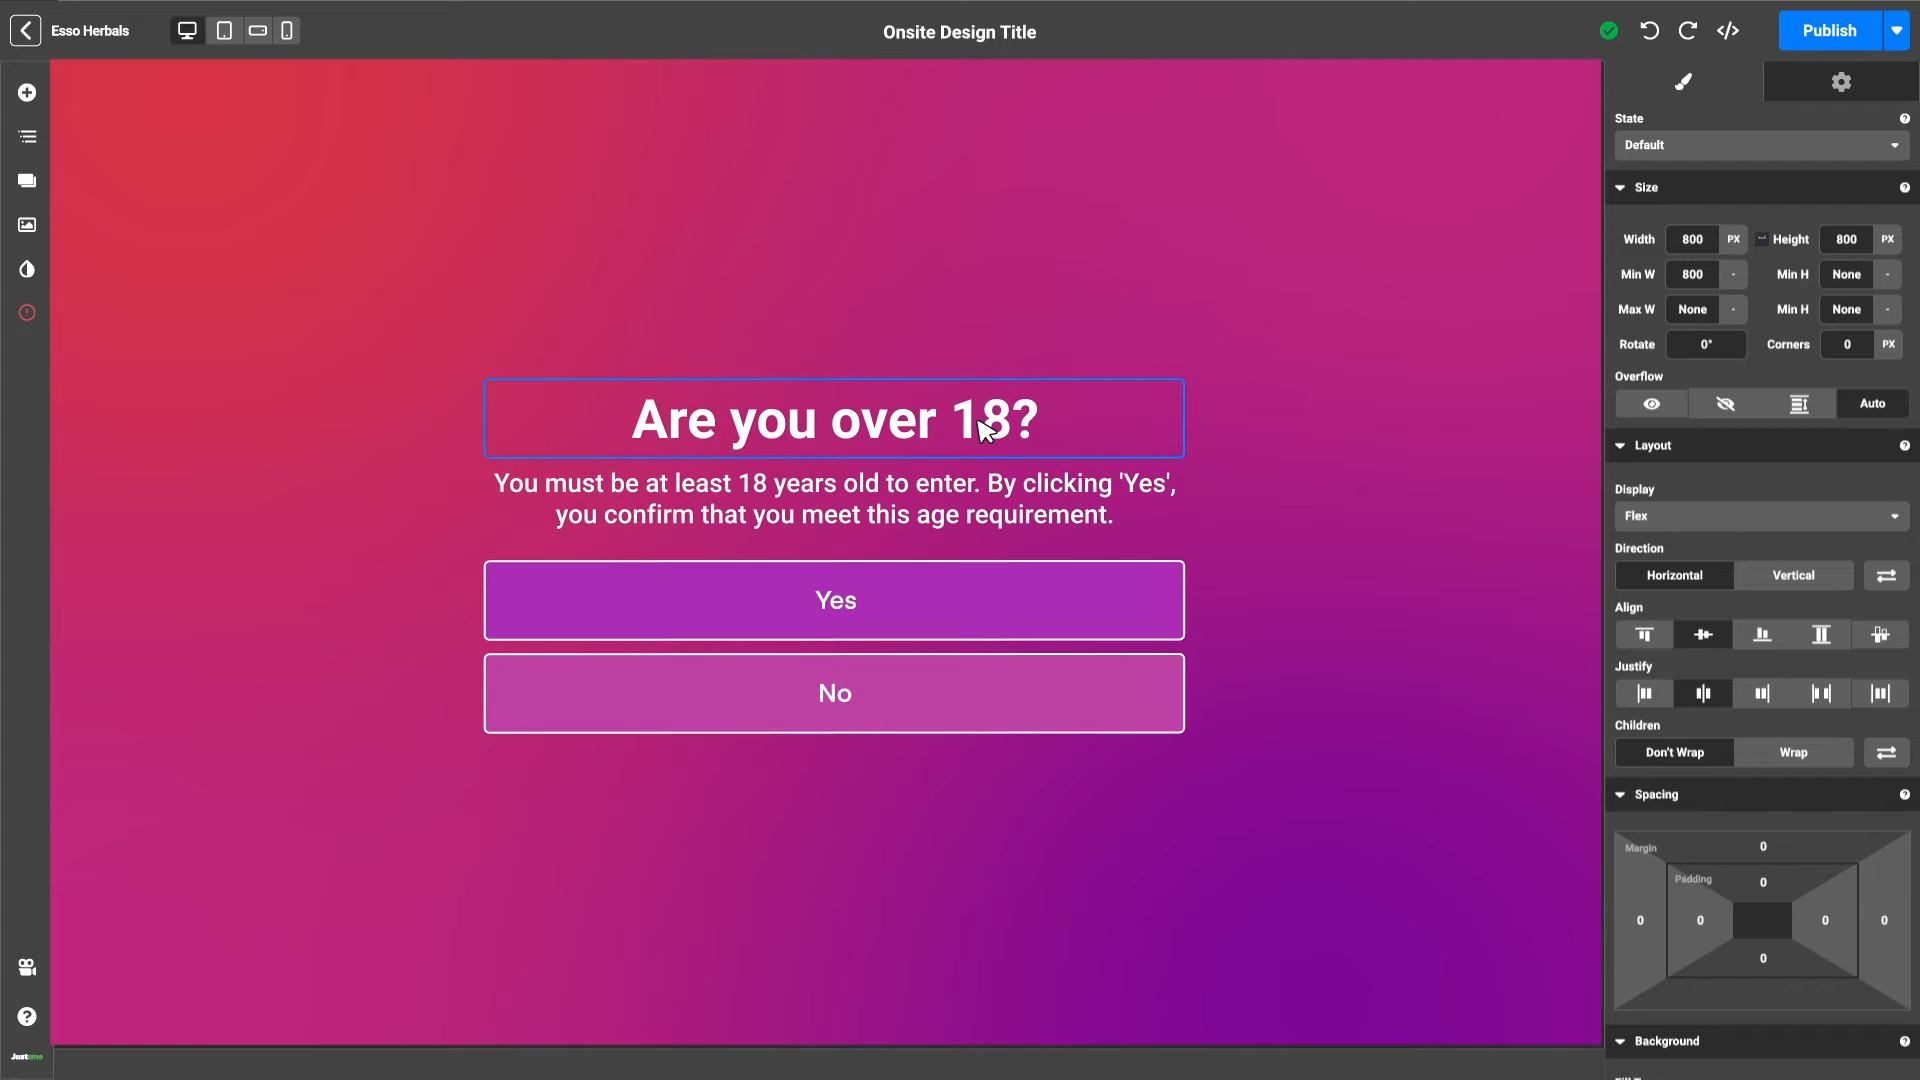 Esso Herbals
Onsite Design Title
</>
Publish
State
Default
Size
Width 800 PX Height 800 PX
Min W 800 - Min H None -
Max W None - Min H None -
Rotate 0° Corners 0 PX
Overflow
Auto
Layout
Display
Flex
Direction
Horizontal Vertical
Align
Justify
Children
Don't Wrap Wrap
Spacing
Margin 0
Padding 0
0 0 0 0
0
Background
Are you over 18?
You must be at least 18 years old to enter. By clicking 'Yes',
you confirm that you meet this age requirement.
Yes
No
Justuno